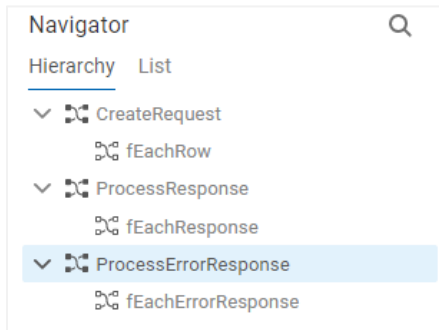 Navigator
Hierarchy List
CreateRequest
fEachRow
ProcessResponse
fEachResponse
ProcessErrorResponse
fEachErrorResponse